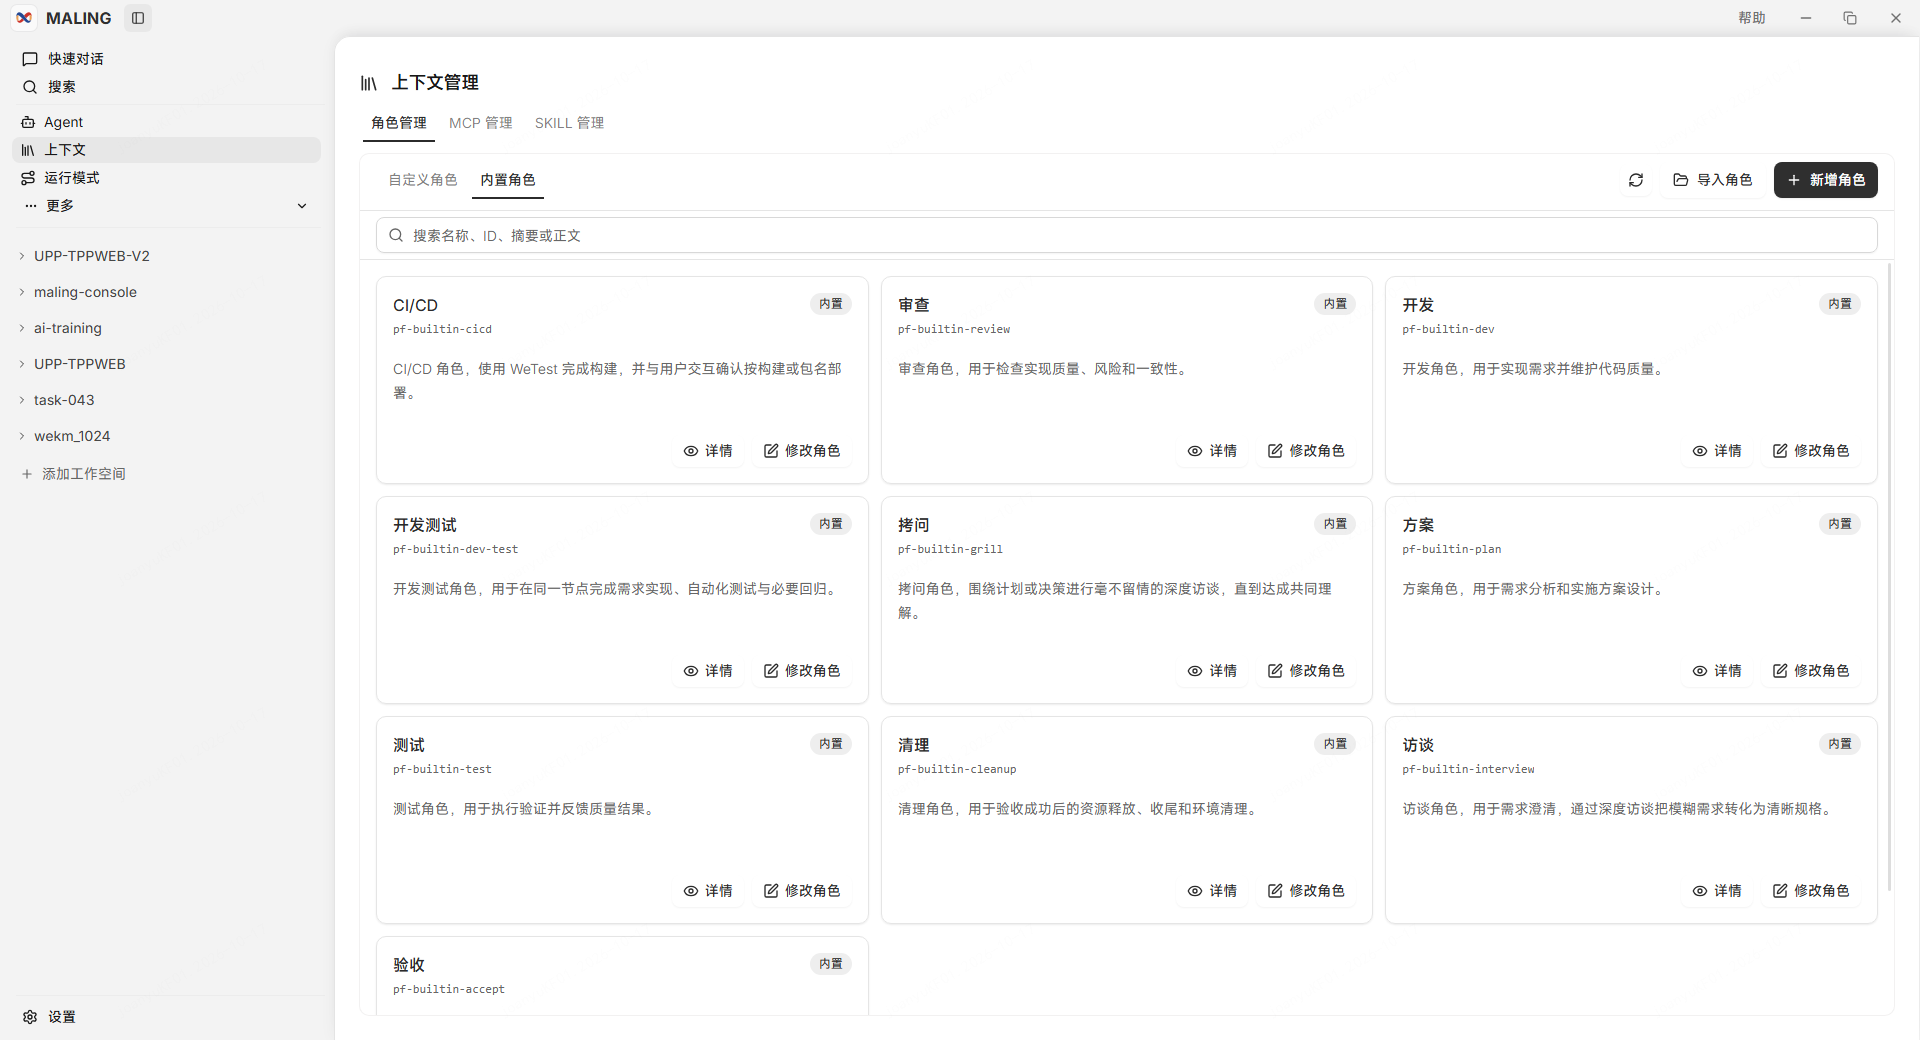 MALING
帮助
快速对话
搜索
Agent
上下文
运行模式
更多
UPP-TPPWEB-V2
maling-console
ai-training
UPP-TPPWEB
task-043
wekm_1024
添加工作空间
设置
上下文管理
角色管理 MCP 管理 SKILL 管理
自定义角色 内置角色
导入角色 新增角色
搜索名称、ID、摘要或正文
CI/CD 内置
pf-builtin-cicd
CI/CD 角色，使用 WeTest 完成构建，并与用户交互确认按构建或包名部
署。
详情 修改角色
审查 内置
pf-builtin-review
审查角色，用于检查实现质量、风险和一致性。
详情 修改角色
开发 内置
pf-builtin-dev
开发角色，用于实现需求并维护代码质量。
详情 修改角色
开发测试 内置
pf-builtin-dev-test
开发测试角色，用于在同一节点完成需求实现、自动化测试与必要回归。
详情 修改角色
拷问 内置
pf-builtin-grill
拷问角色，围绕计划或决策进行毫不留情的深度访谈，直到达成共同理
解。
详情 修改角色
方案 内置
pf-builtin-plan
方案角色，用于需求分析和实施方案设计。
详情 修改角色
测试 内置
pf-builtin-test
测试角色，用于执行验证并反馈质量结果。
详情 修改角色
清理 内置
pf-builtin-cleanup
清理角色，用于验收成功后的资源释放、收尾和环境清理。
详情 修改角色
访谈 内置
pf-builtin-interview
访谈角色，用于需求澄清，通过深度访谈把模糊需求转化为清晰规格。
详情 修改角色
验收 内置
pf-builtin-accept